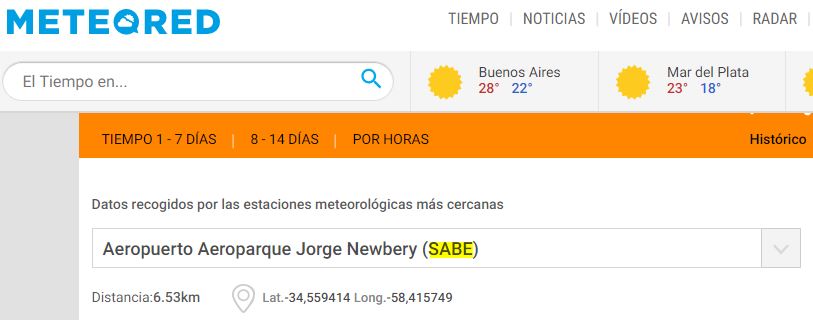 METEORED
TIEMPO | NOTICIAS | VÍDEOS | AVISOS | RADAR |
El Tiempo en...
Buenos Aires
28° 22°
Mar del Plata
23° 18°
TIEMPO 1 - 7 DÍAS | 8 - 14 DÍAS | POR HORAS
Histórico
Datos recogidos por las estaciones meteorológicas más cercanas
Aeropuerto Aeroparque Jorge Newbery (SABE)
Distancia:6.53km
Lat.-34,559414 Long.-58,415749